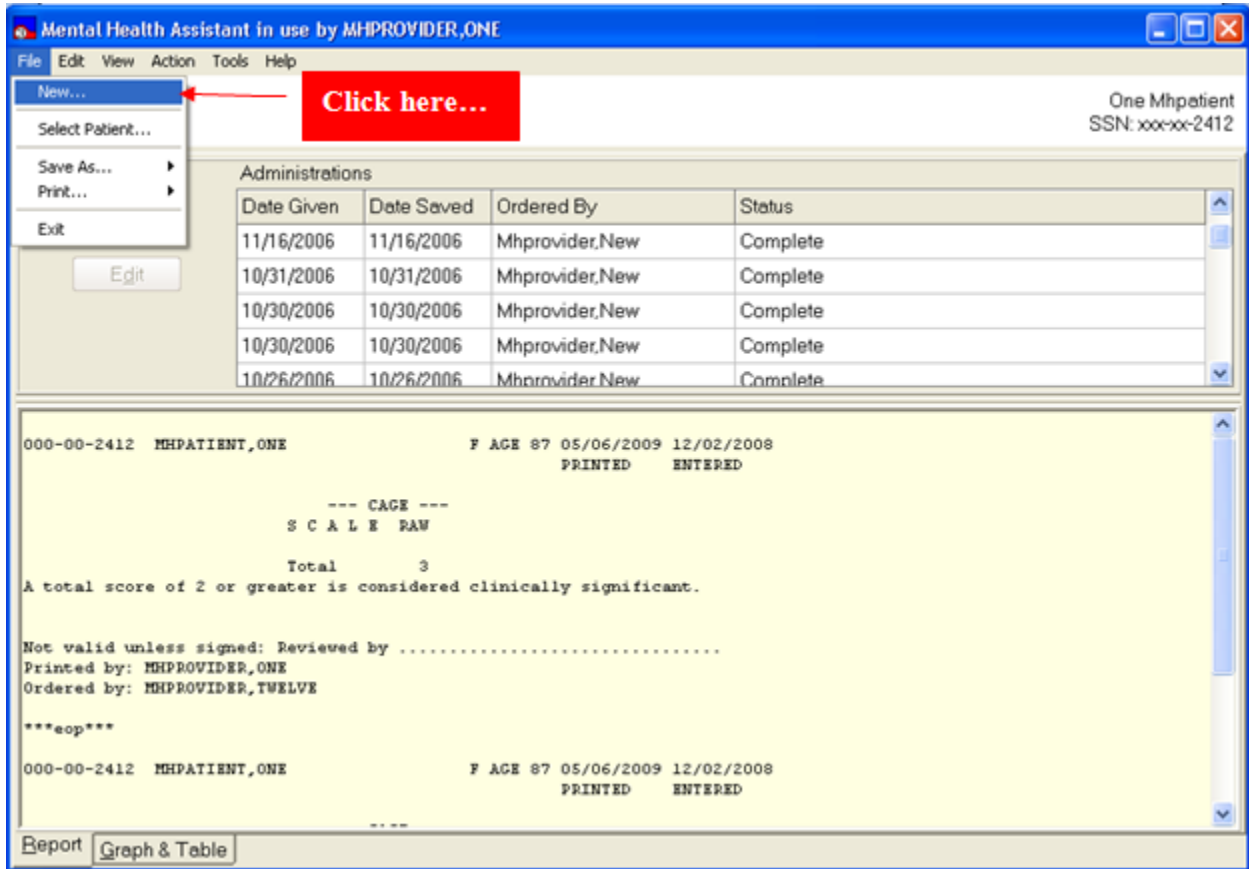 Mental Health Assistant in use by MHPROVIDER,ONE
File Edit View Action Tools Help
New...
Click here...
One Mhpatient
SSN: xxx-xx-2412
Select Patient...
Save As...
Print...
Exit
Edit
Administrations
Date Given Date Saved Ordered By Status
11/16/2006 11/16/2006 Mhprovider,New Complete
10/31/2006 10/31/2006 Mhprovider,New Complete
10/30/2006 10/30/2006 Mhprovider,New Complete
10/30/2006 10/30/2006 Mhprovider,New Complete
10/26/2006 10/26/2006 Mhprovider,New Complete
000-00-2412 MHPATIENT,ONE F AGE 87 05/06/2009 12/02/2008
PRINTED ENTERED
--- CAGE ---
S C A L E RAW
Total 3
A total score of 2 or greater is considered clinically significant.
Not valid unless signed: Reviewed by ................................
Printed by: MHPROVIDER,ONE
Ordered by: MHPROVIDER,TWELVE
***eop***
000-00-2412 MHPATIENT,ONE F AGE 87 05/06/2009 12/02/2008
PRINTED ENTERED
Report Graph & Table